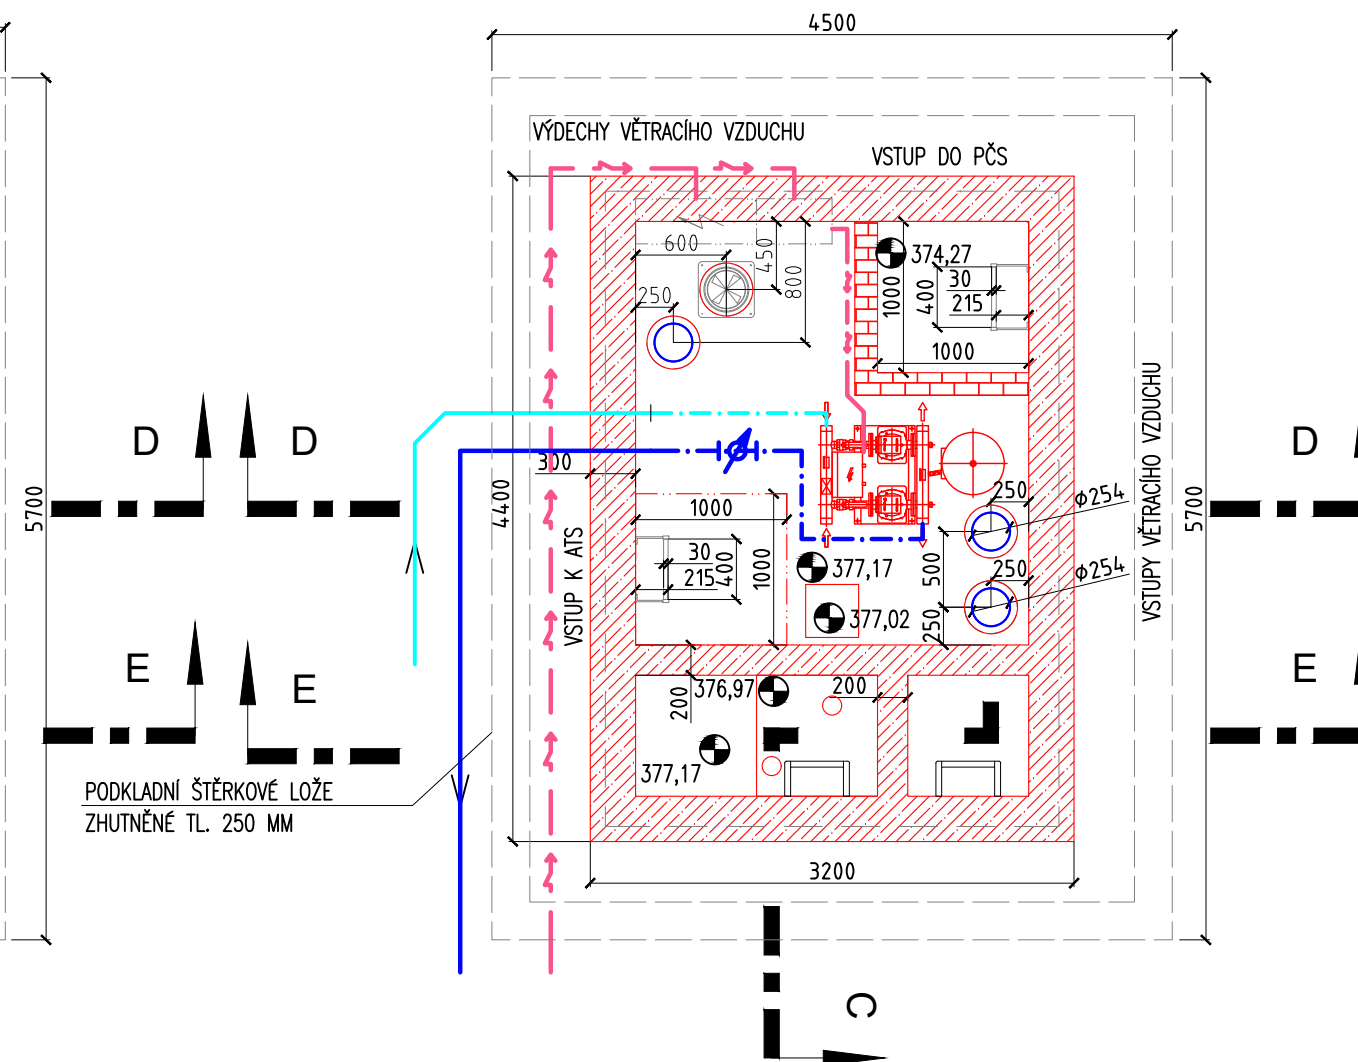 4500
VÝDECHY VĚTRACÍHO VZDUCHU
VSTUP DO PČS
600
450
800
250
374,27
30
400
215
1000
1000
D
D
D
300
5700
4400
5700
VSTUPY VĚTRACÍHO VZDUCHU
1000
250
ϕ254
VSTUP K ATS
30
215
400
1000
377,17
500
250
ϕ254
377,02
250
E
E
E
200
376,97
200
377,17
PODKLADNÍ ŠTĚRKOVÉ LOŽE
ZHUTNĚNÉ TL. 250 MM
3200
C